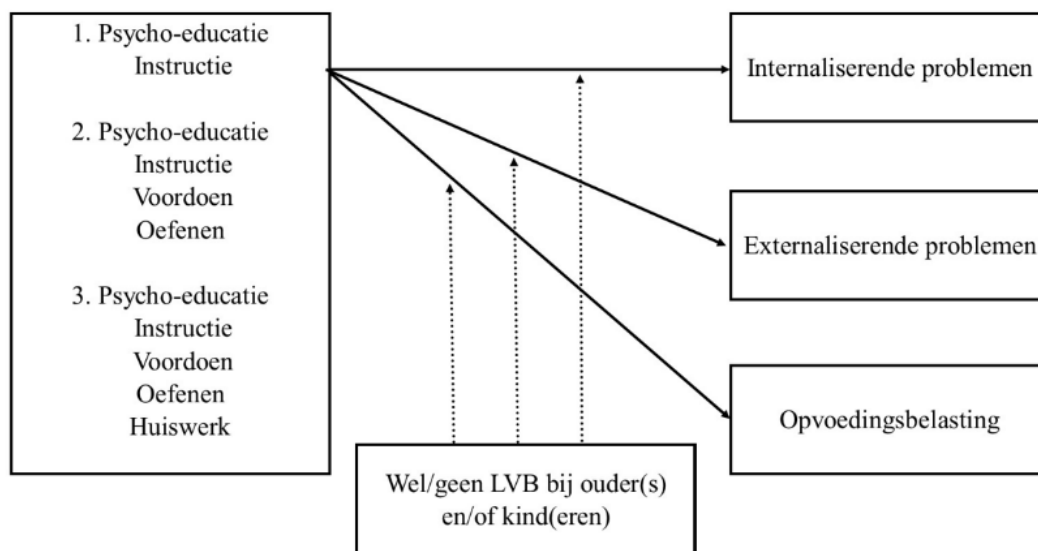 1. Psycho-educatie
Instructie
2. Psycho-educatie
Instructie
Voordoen
Oefenen
3. Psycho-educatie
Instructie
Voordoen
Oefenen
Huiswerk
Internaliserende problemen
Externaliserende problemen
Opvoedingsbelasting
Wel/geen LVB bij ouder(s)
en/of kind(eren)